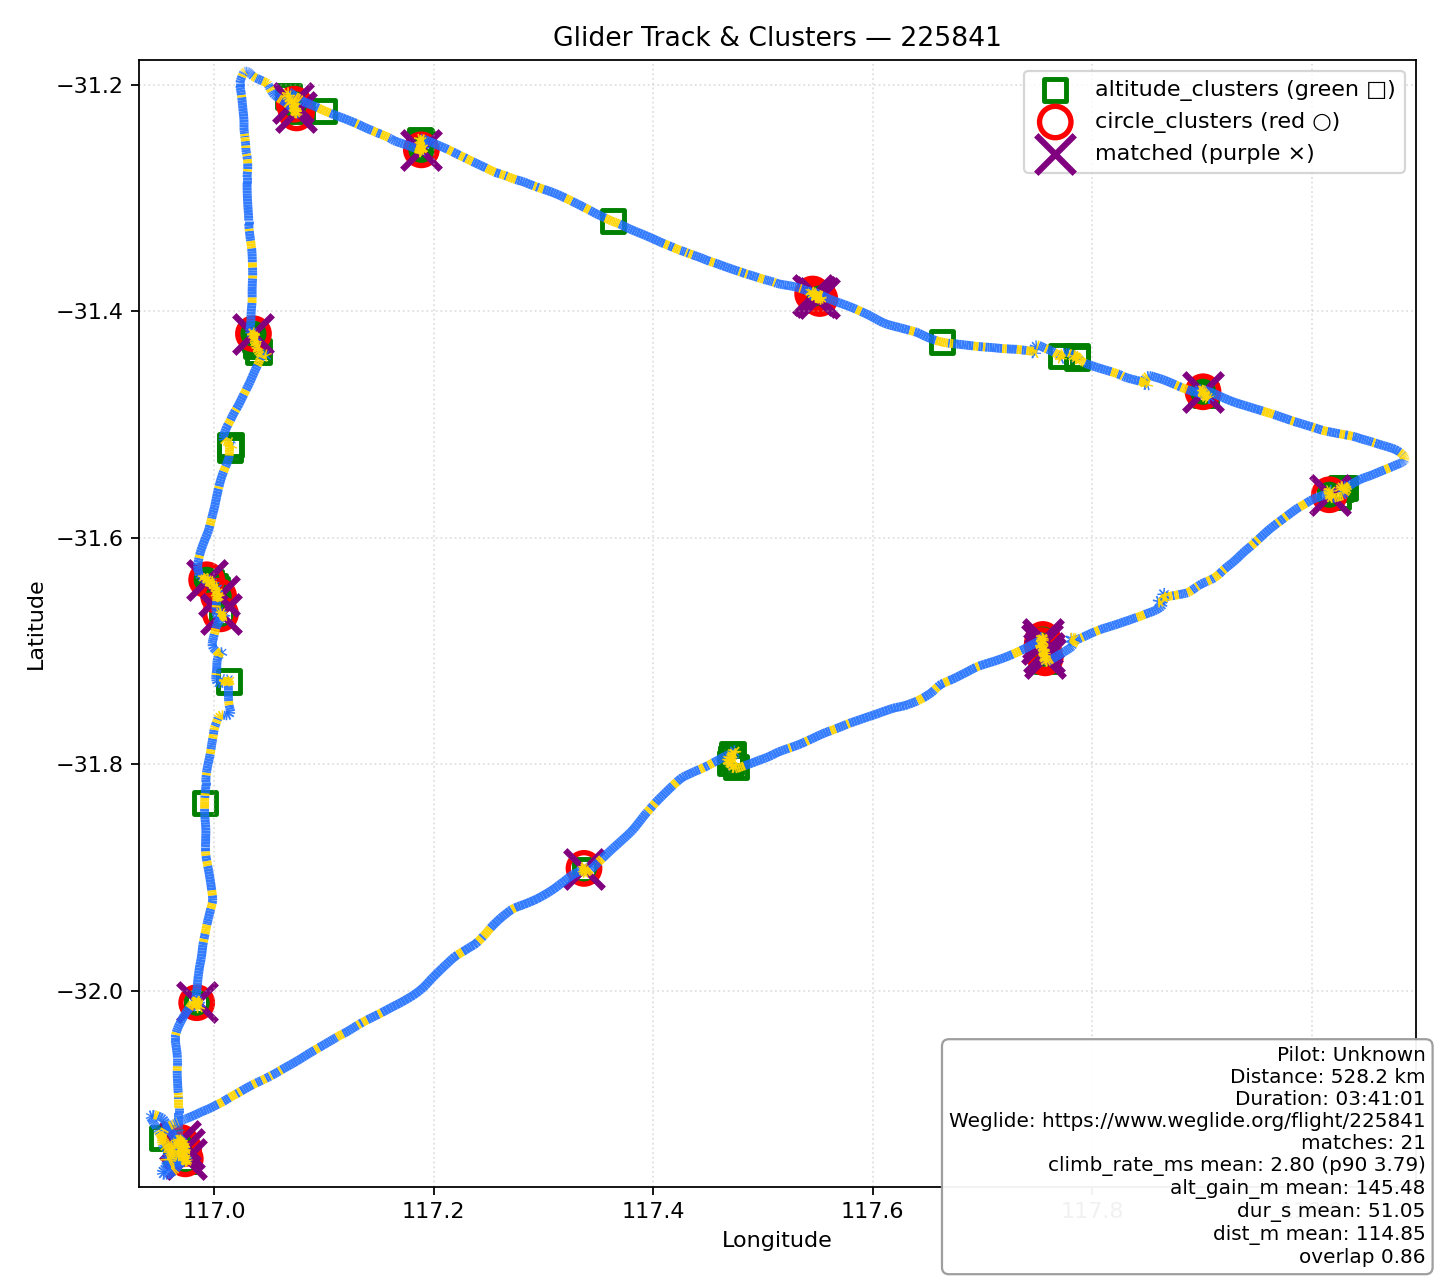 Glider Track & Clusters — 225841
altitude_clusters (green □)
circle_clusters (red ○)
matched (purple ×)
−31.2
−31.4
−31.6
−31.8
−32.0
Latitude
117.0
117.2
117.4
117.6
117.8
Longitude
Pilot: Unknown
Distance: 528.2 km
Duration: 03:41:01
Weglide: https://www.weglide.org/flight/225841
matches: 21
climb_rate_ms mean: 2.80 (p90 3.79)
alt_gain_m mean: 145.48
dur_s mean: 51.05
dist_m mean: 114.85
overlap 0.86